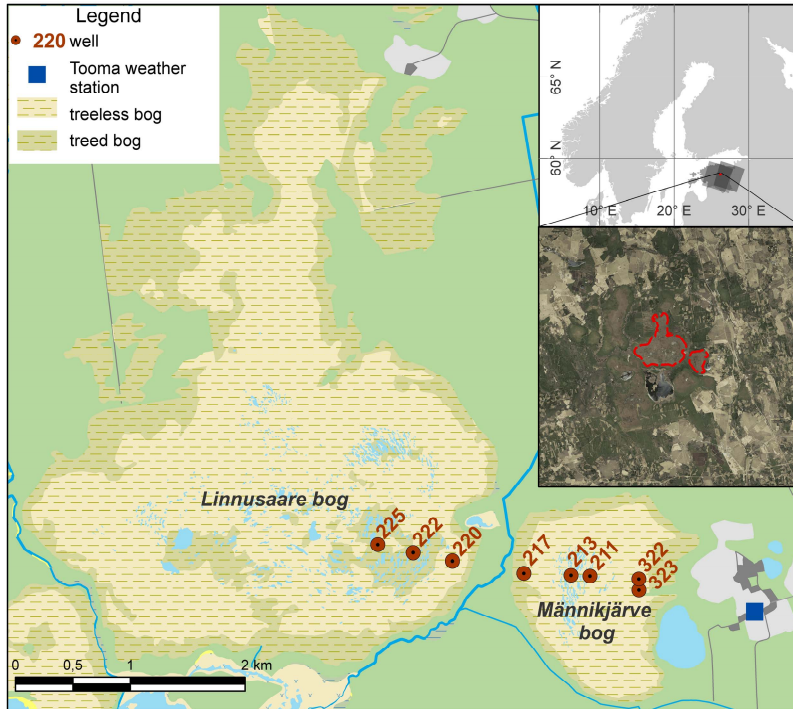 Legend
220 well
Tooma weather
station
treeless bog
treed bog
65° N
60° N
10° E
20° E
30° E
Linnusaare bog
225
222
220
217
213
211
322
323
Männikjärve
bog
0
0,5
1
2 km